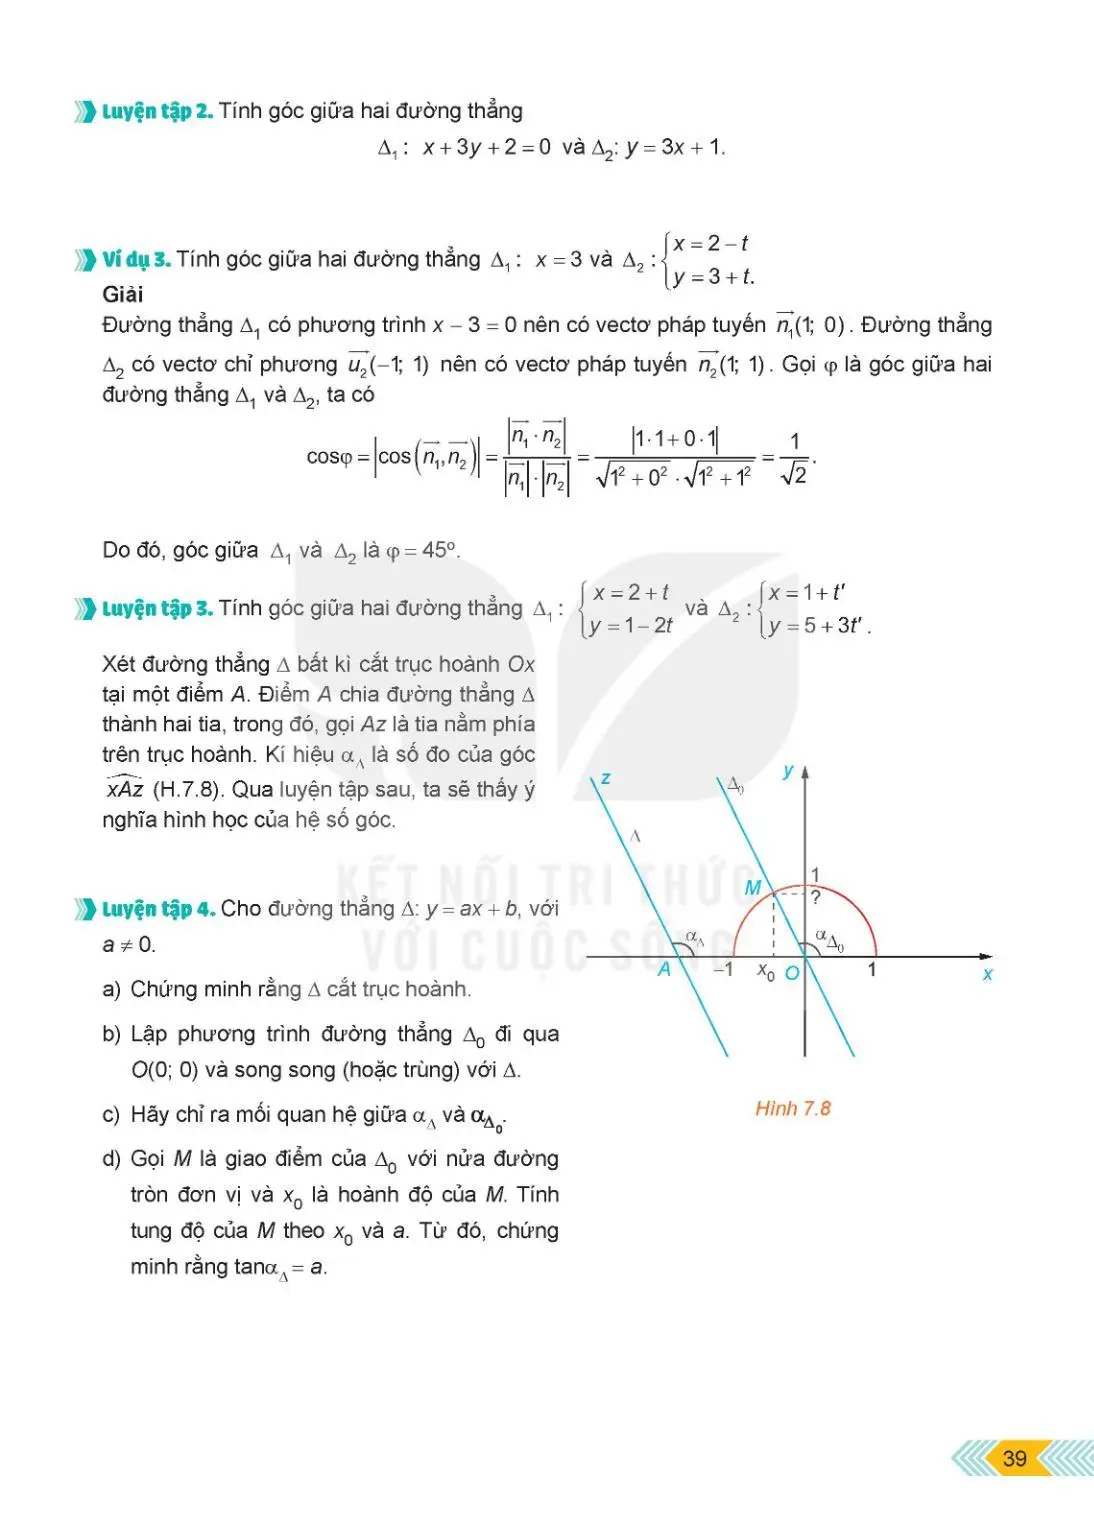 Luyện tập 2. Tính góc giữa hai đường thẳng
Δ₁ : x + 3y + 2 = 0 và Δ₂: y = 3x + 1.
Ví dụ 3. Tính góc giữa hai đường thẳng Δ₁ : x = 3 và Δ₂ : { x = 2 − t
y = 3 + t.
Giải
Đường thẳng Δ₁ có phương trình x − 3 = 0 nên có vectơ pháp tuyến n₁→(1; 0). Đường thẳng
Δ₂ có vectơ chỉ phương u₂→(−1; 1) nên có vectơ pháp tuyến n₂→(1; 1). Gọi φ là góc giữa hai
đường thẳng Δ₁ và Δ₂, ta có
cosφ = |cos(n₁→, n₂→)| = |n₁→ · n₂→| / (|n₁→| · |n₂→|) = |1·1 + 0·1| / (√(1² + 0²) · √(1² + 1²)) = 1/√2.
Do đó, góc giữa Δ₁ và Δ₂ là φ = 45°.
Luyện tập 3. Tính góc giữa hai đường thẳng Δ₁ : { x = 2 + t
y = 1 − 2t và Δ₂ : { x = 1 + t′
y = 5 + 3t′ .
Xét đường thẳng Δ bất kì cắt trục hoành Ox
tại một điểm A. Điểm A chia đường thẳng Δ
thành hai tia, trong đó, gọi Az là tia nằm phía
trên trục hoành. Kí hiệu α_Δ là số đo của góc
xAz (H.7.8). Qua luyện tập sau, ta sẽ thấy ý
nghĩa hình học của hệ số góc.
Luyện tập 4. Cho đường thẳng Δ: y = ax + b, với
a ≠ 0.
a) Chứng minh rằng Δ cắt trục hoành.
b) Lập phương trình đường thẳng Δ₀ đi qua
O(0; 0) và song song (hoặc trùng) với Δ.
c) Hãy chỉ ra mối quan hệ giữa α_Δ và α_Δ₀.
d) Gọi M là giao điểm của Δ₀ với nửa đường
tròn đơn vị và x₀ là hoành độ của M. Tính
tung độ của M theo x₀ và a. Từ đó, chứng
minh rằng tanα_Δ = a.
z
Δ₀
y
Δ
M
1
?
α_Δ
α_Δ₀
A
−1
x₀
O
1
x
Hình 7.8
KẾT NỐI TRI THỨC
VỚI CUỘC SỐNG
39